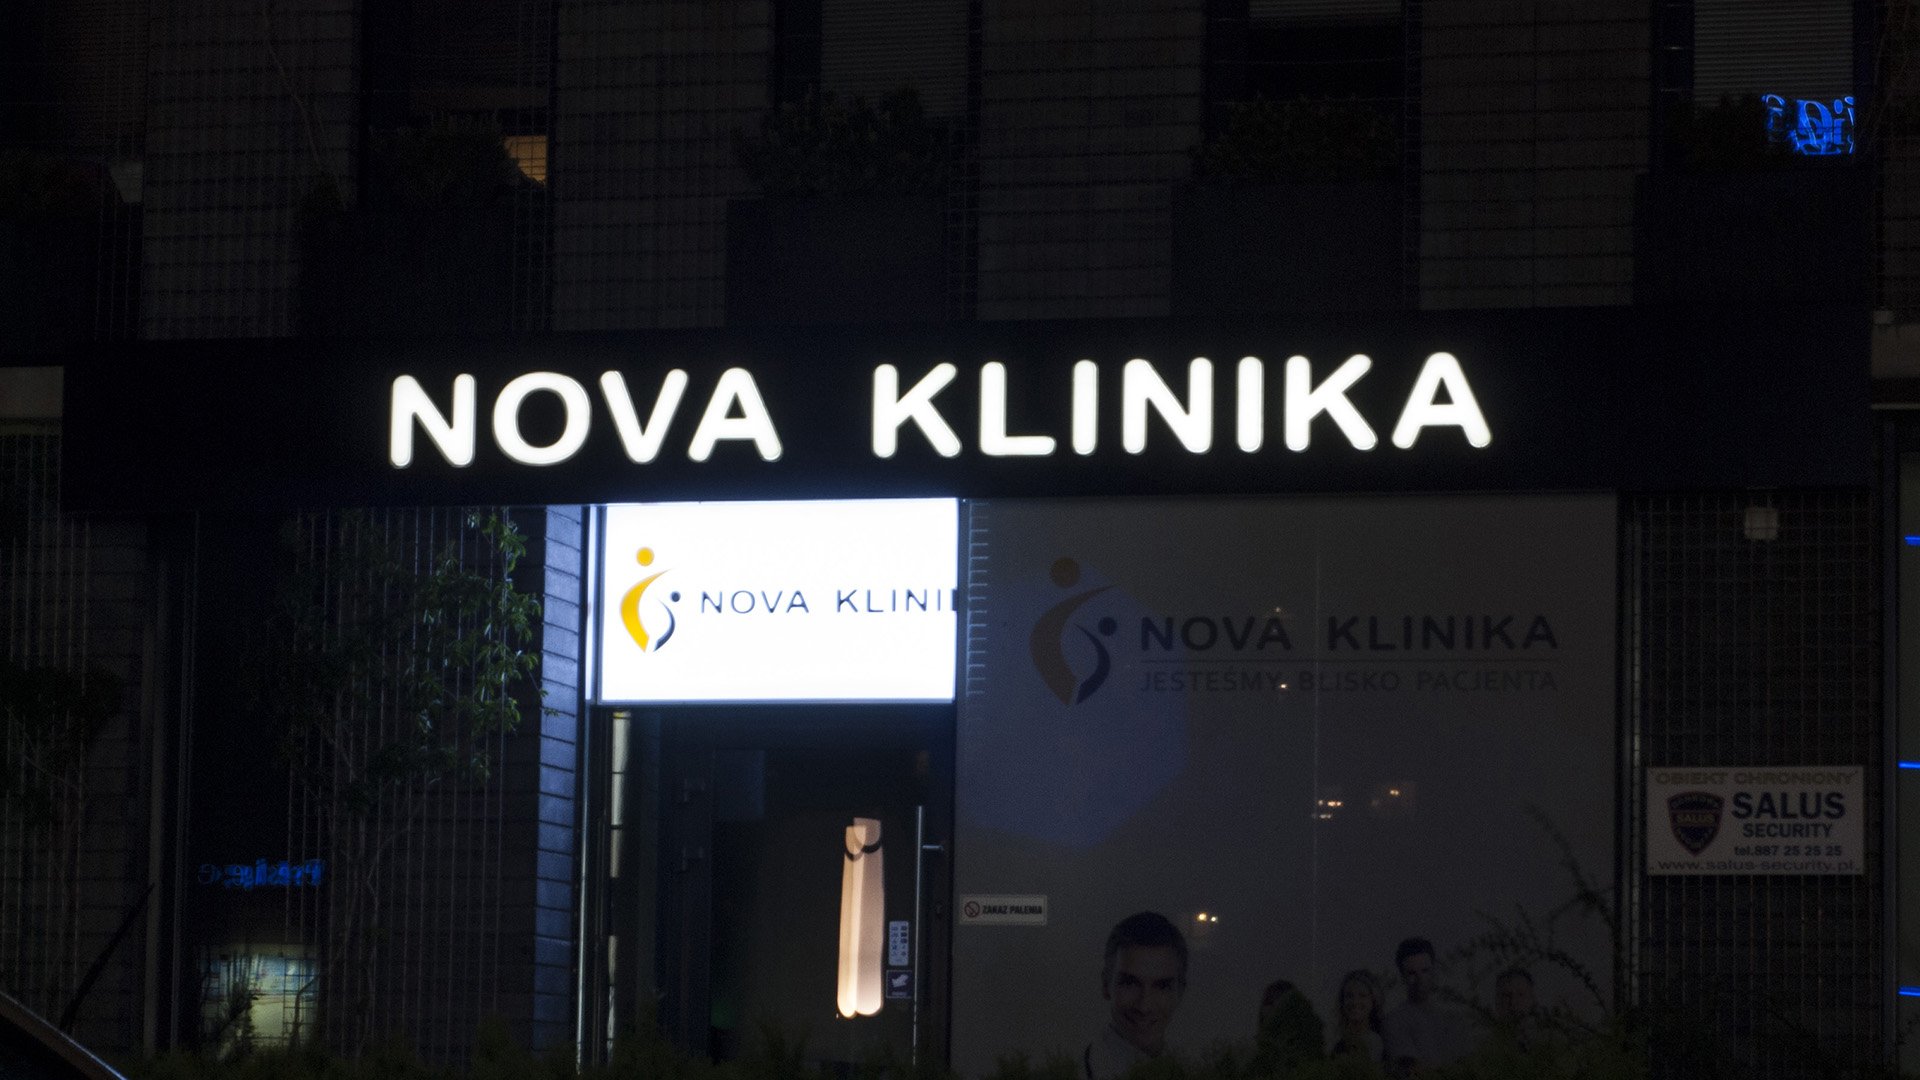 NOVA KLINIKA
NOVA KLINI
NOVA KLINIKA
JESTEŚMY BLISKO PACJENTA
OBIEKT CHRONIONY
SALUS
SECURITY
SALUS
tel.887 25 25 25
www.salus-security.pl
ZAKAZ PALENIA